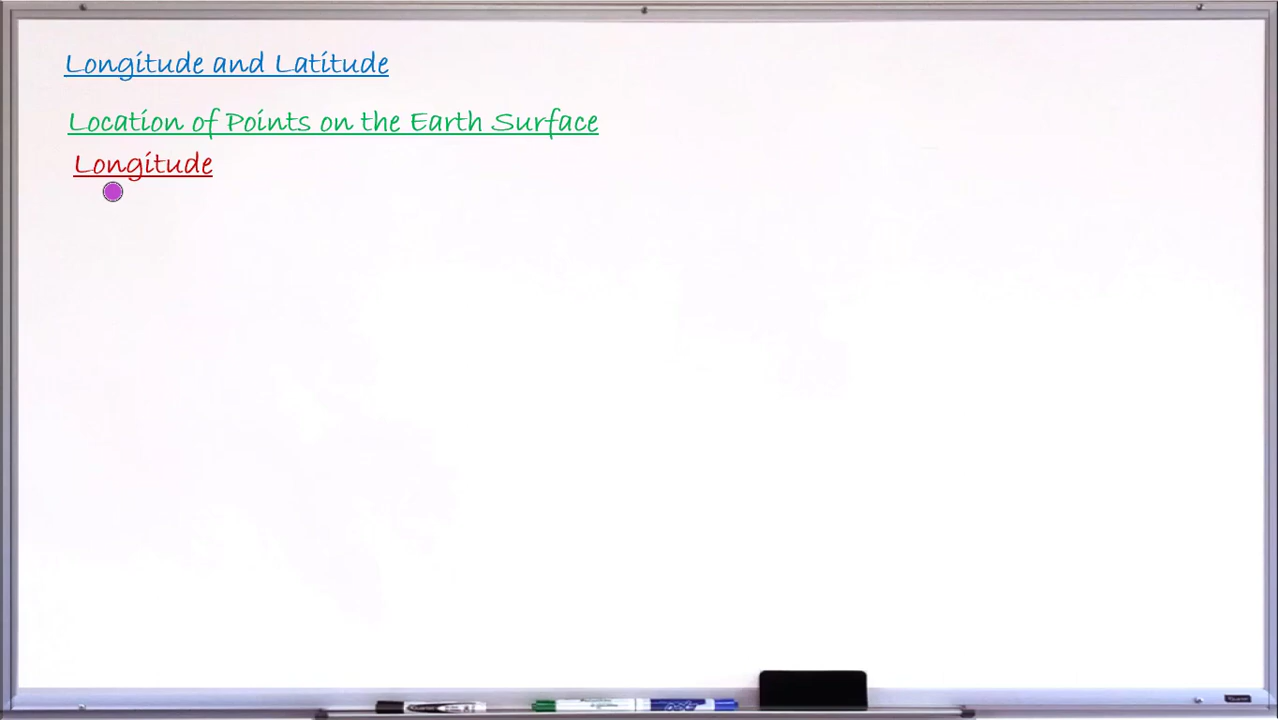 Longitude and Latitude
Location of Points on the Earth Surface
Longitude